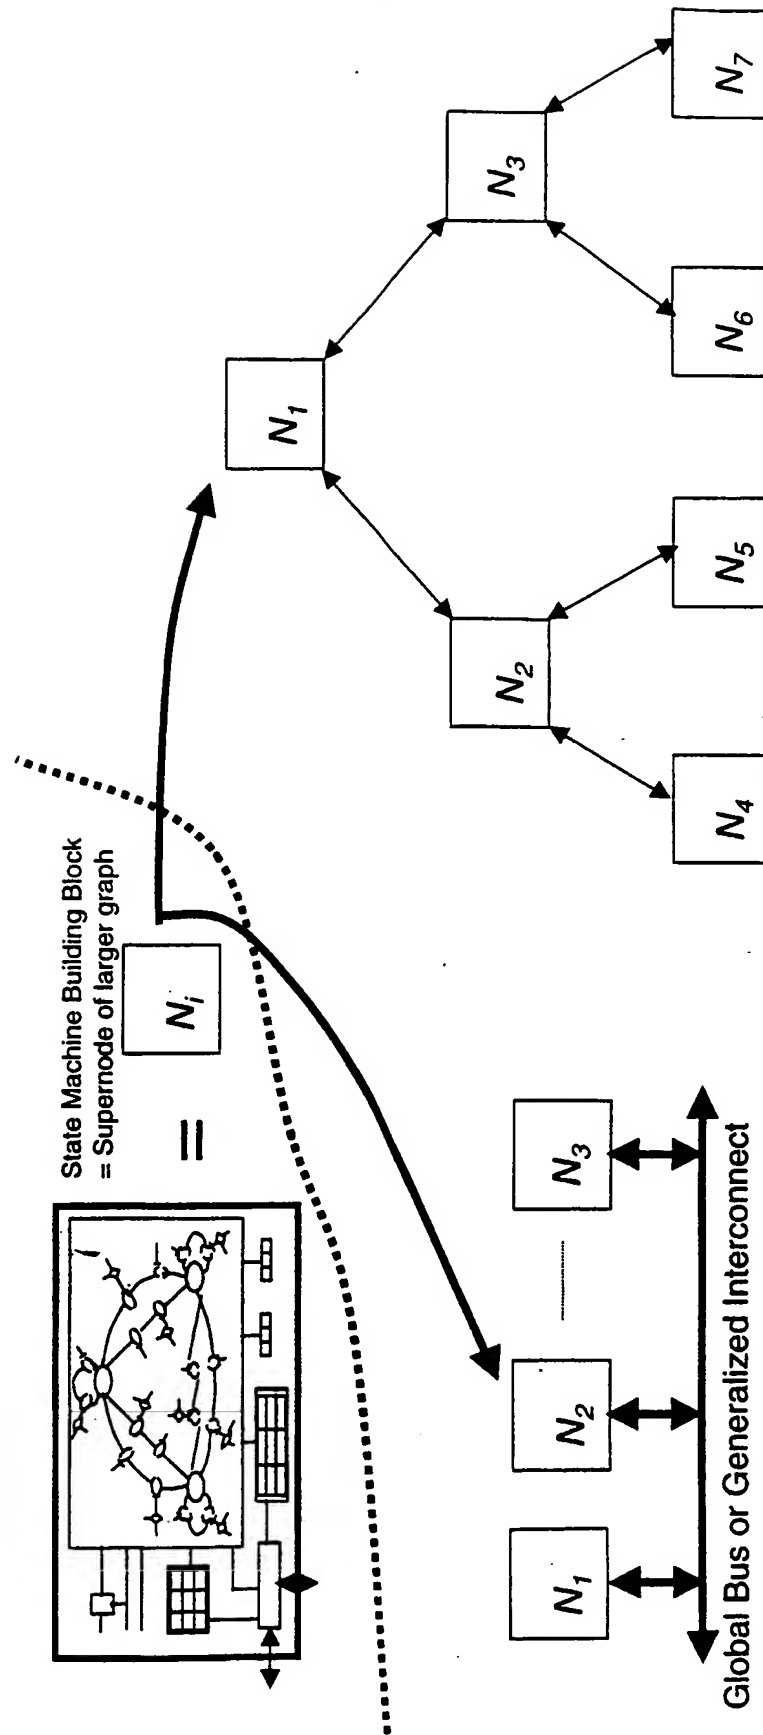 State Machine Building Block
= Supernode of larger graph
=
N_i
N_1
N_2
N_3
N_4
N_5
N_6
N_7
N_1
N_2
N_3
Global Bus or Generalized Interconnect